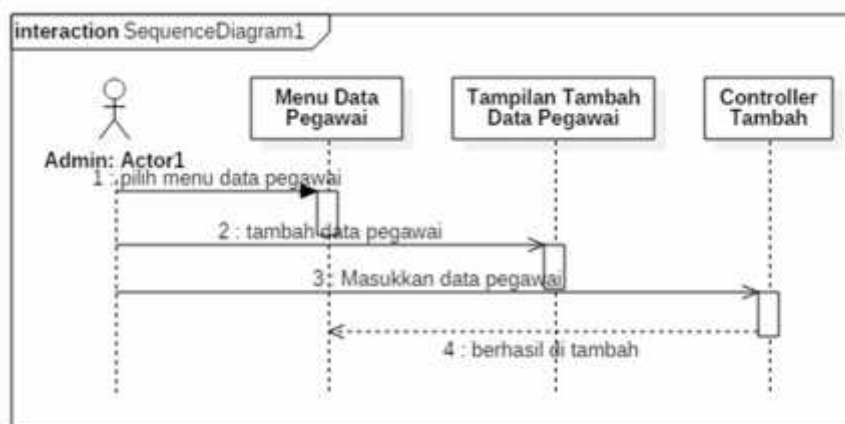 interaction SequenceDiagram1
Menu Data
Pegawai
Tampilan Tambah
Data Pegawai
Controller
Tambah
Admin: Actor1
1 : pilih menu data pegawai
2 : tambah data pegawai
3 : Masukkan data pegawai
4 : berhasil di tambah